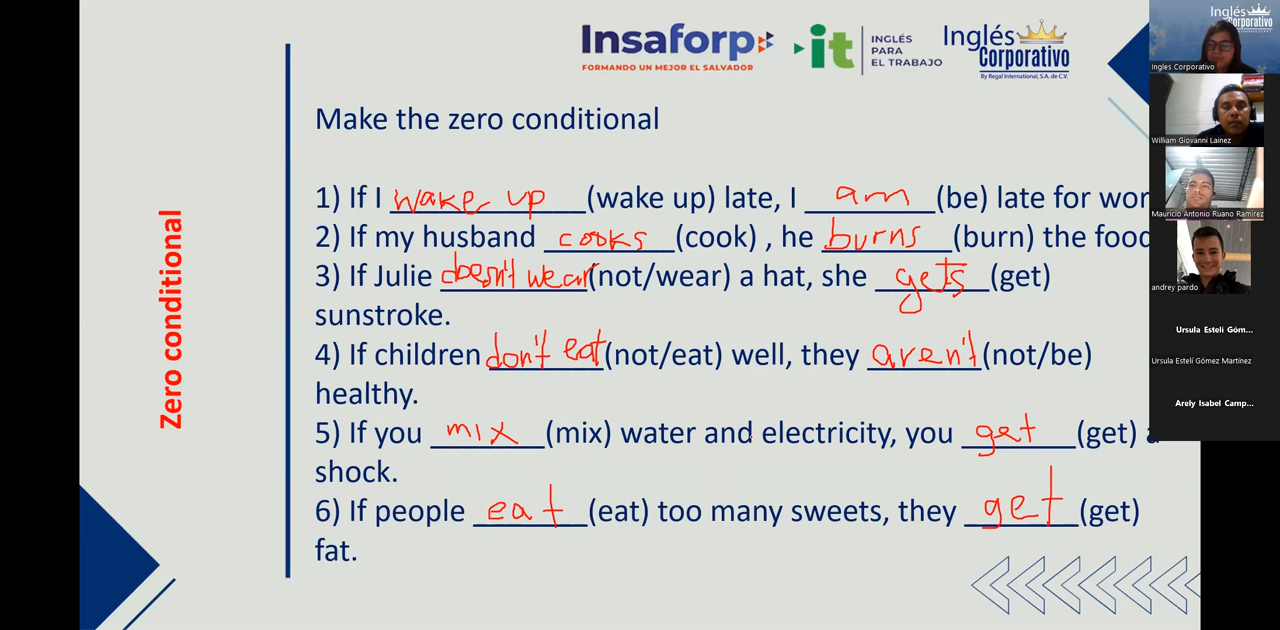 Insaforp
FORMANDO UN MEJOR EL SALVADOR
it
INGLÉS
PARA
EL TRABAJO
Inglés
Corporativo
By Regal International, S.A. de C.V.
Zero conditional
Make the zero conditional
1) If I wake up (wake up) late, I am (be) late for wor
2) If my husband cooks (cook) , he burns (burn) the food
3) If Julie doesn't wear (not/wear) a hat, she gets (get)
sunstroke.
4) If children don't eat (not/eat) well, they aren't (not/be)
healthy.
5) If you mix (mix) water and electricity, you get (get) a
shock.
6) If people eat (eat) too many sweets, they get (get)
fat.
Inglés
Corporativo
Ingles Corporativo
William Giovanni Lainez
Mauricio Antonio Ruano Ramirez
andrey pardo
Ursula Estelí Góm...
Ursula Estelí Gómez Martínez
Arely Isabel Camp...